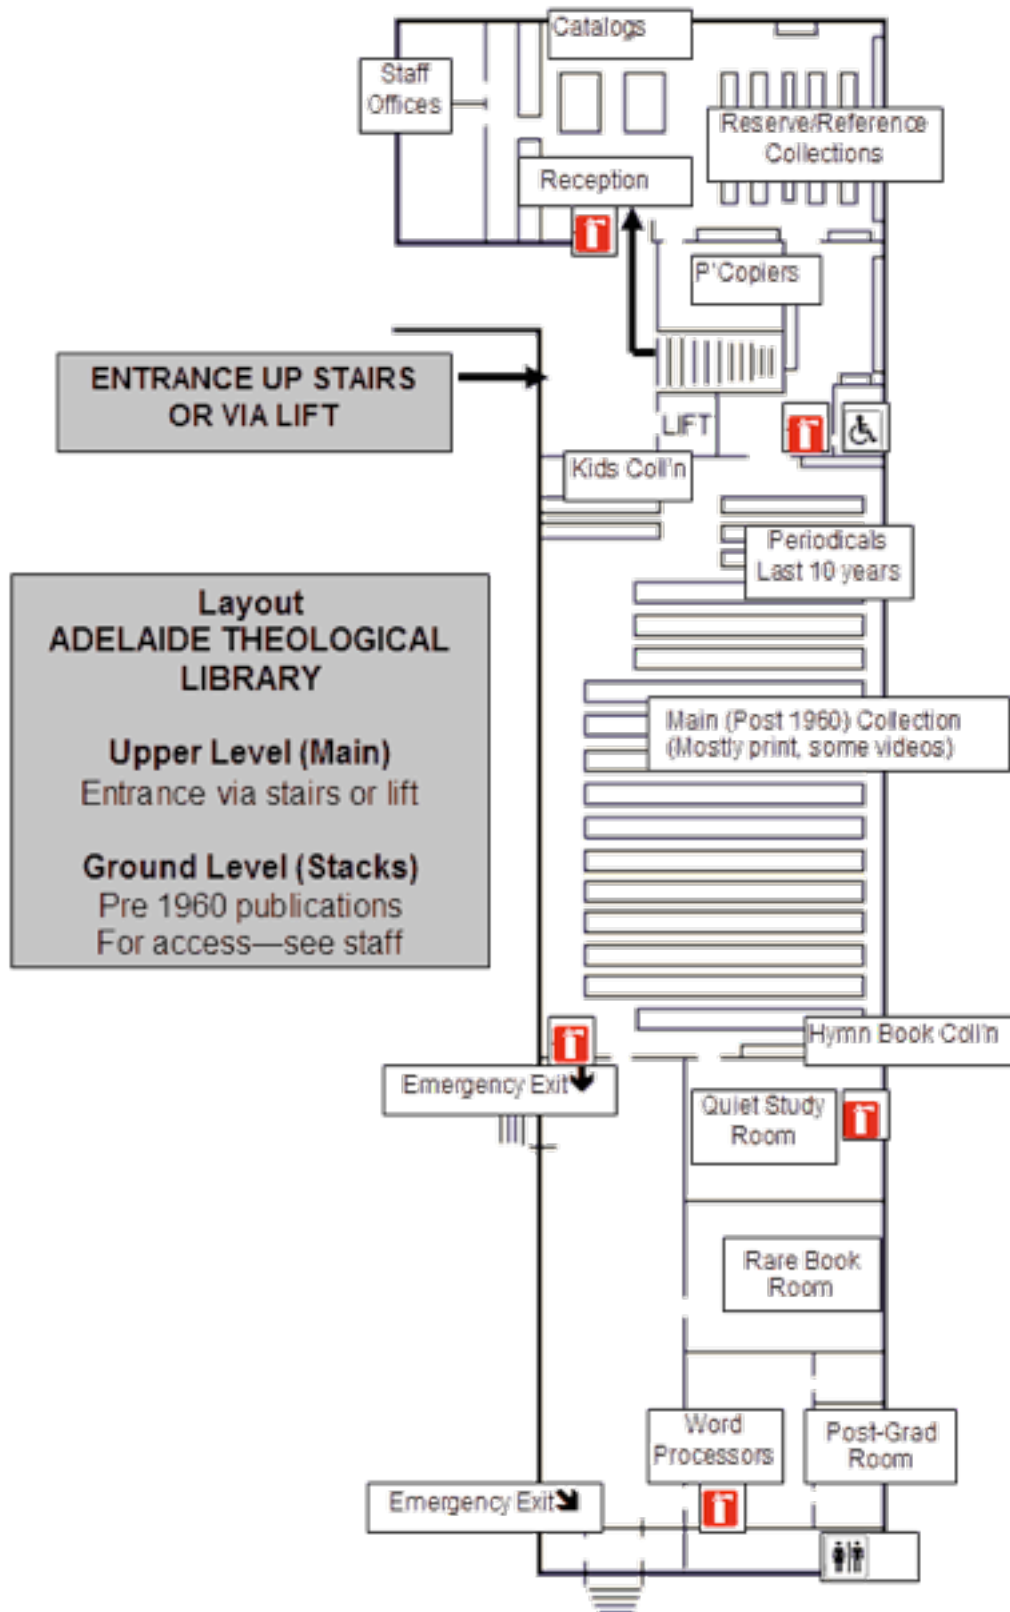 Catalogs
Staff
Offices
Reserve/Reference
Collections
Reception
P'Copiers
ENTRANCE UP STAIRS
OR VIA LIFT
LIFT
Kids Coll'n
Periodicals
Last 10 years
Layout
ADELAIDE THEOLOGICAL
LIBRARY
Upper Level (Main)
Entrance via stairs or lift
Ground Level (Stacks)
Pre 1960 publications
For access—see staff
Main (Post 1960) Collection
(Mostly print, some videos)
Hymn Book Coll'n
Emergency Exit
Quiet Study
Room
Rare Book
Room
Word
Processors
Post-Grad
Room
Emergency Exit